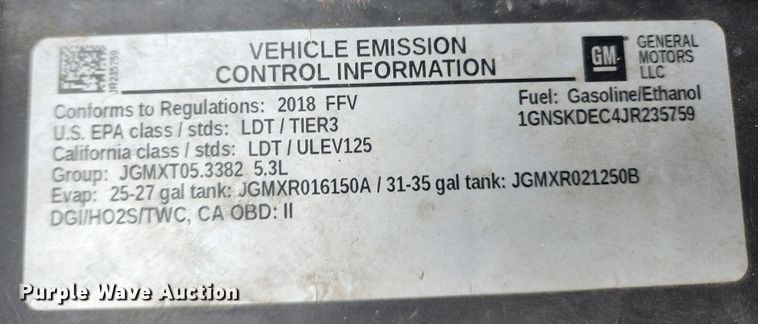 JR235759
VEHICLE EMISSION
CONTROL INFORMATION
GM
GENERAL
MOTORS
LLC
Conforms to Regulations: 2018 FFV
Fuel: Gasoline/Ethanol
U.S. EPA class / stds: LDT / TIER3
1GNSKDEC4JR235759
California class / stds: LDT / ULEV125
Group: JGMXT05.3382 5.3L
Evap: 25-27 gal tank: JGMXR016150A / 31-35 gal tank: JGMXR021250B
DGI/HO2S/TWC, CA OBD: II
Purple Wave Auction